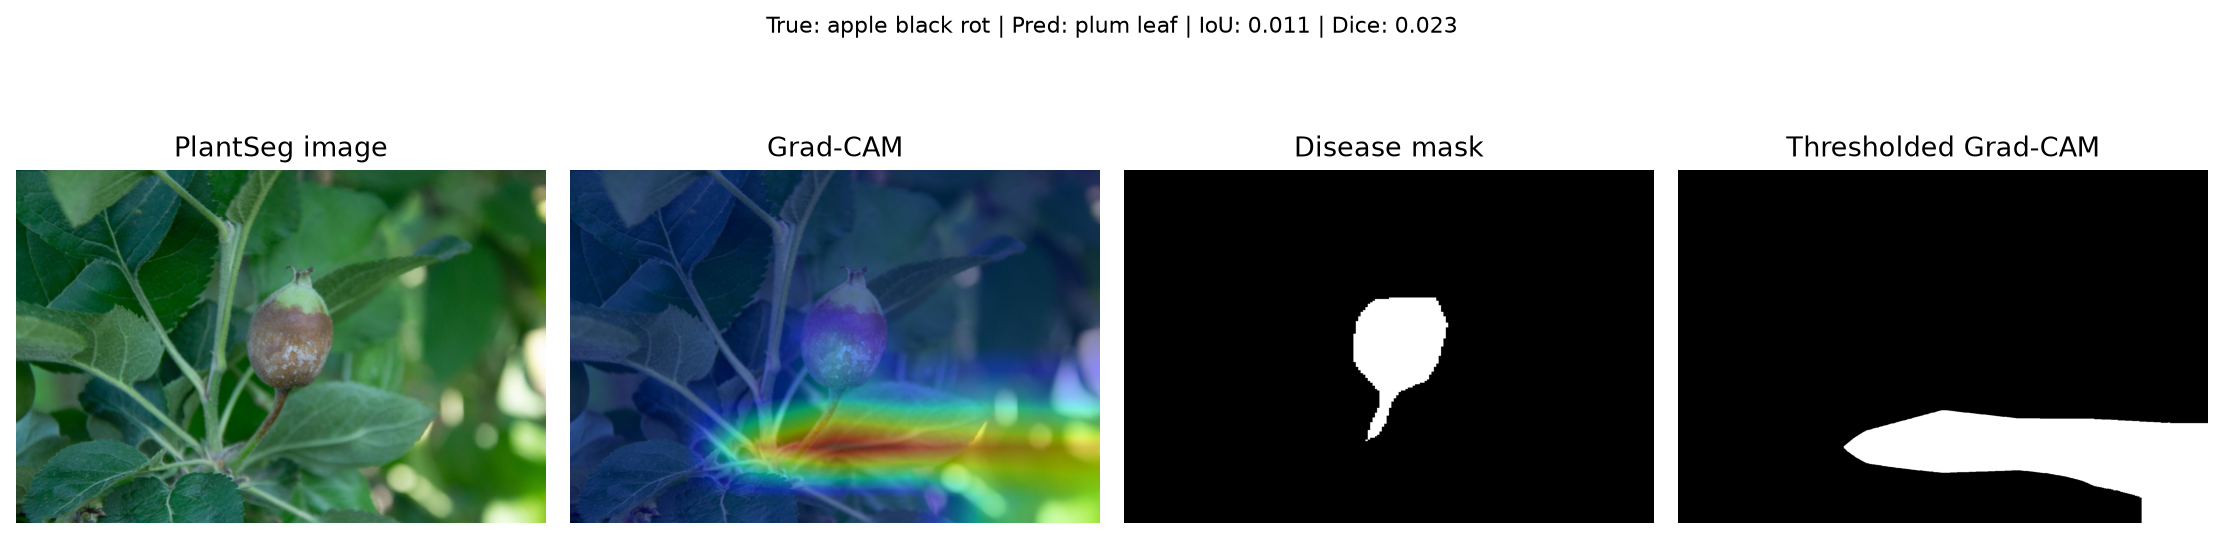 True: apple black rot | Pred: plum leaf | IoU: 0.011 | Dice: 0.023
PlantSeg image
Grad-CAM
Disease mask
Thresholded Grad-CAM